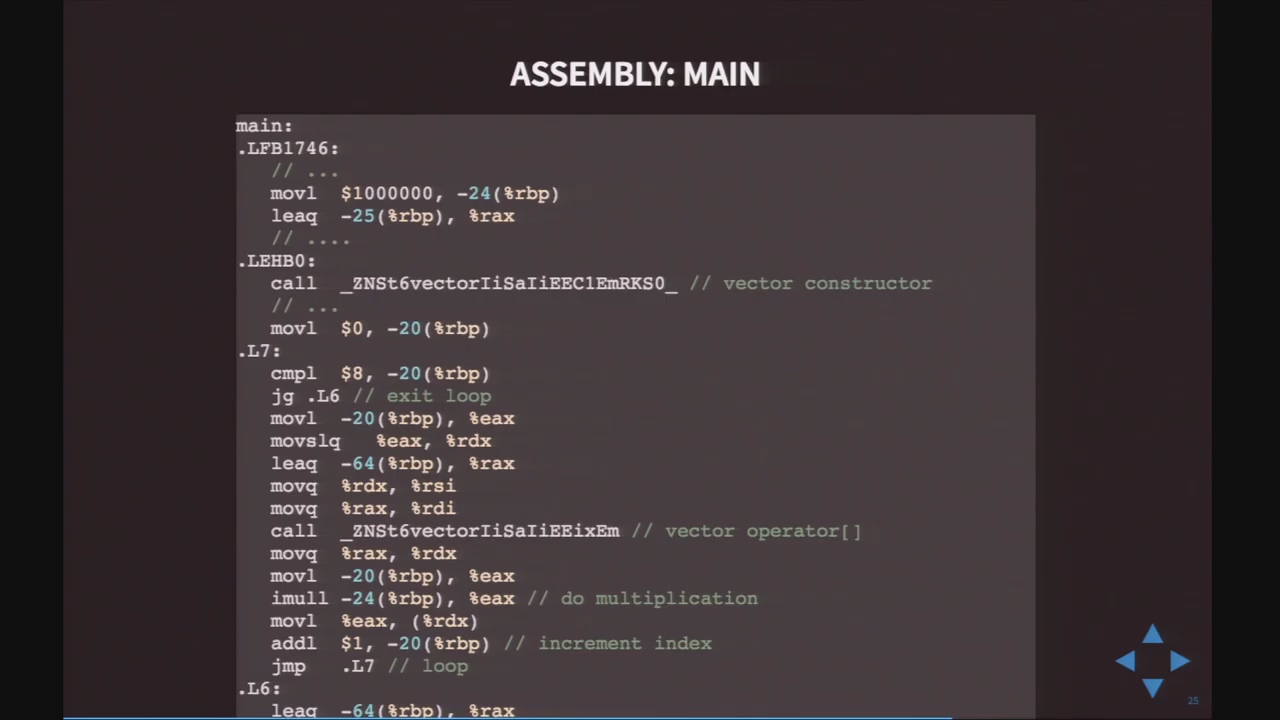 ASSEMBLY: MAIN
main:
.LFB1746:
// ...
movl $1000000, -24(%rbp)
leaq -25(%rbp), %rax
// ....
.LEHB0:
call _ZNSt6vectorIiSaIiEEC1EmRKS0_ // vector constructor
// ...
movl $0, -20(%rbp)
.L7:
cmpl $8, -20(%rbp)
jg .L6 // exit loop
movl -20(%rbp), %eax
movslq %eax, %rdx
leaq -64(%rbp), %rax
movq %rdx, %rsi
movq %rax, %rdi
call _ZNSt6vectorIiSaIiEEixEm // vector operator[]
movq %rax, %rdx
movl -20(%rbp), %eax
imull -24(%rbp), %eax // do multiplication
movl %eax, (%rdx)
addl $1, -20(%rbp) // increment index
jmp .L7 // loop
.L6:
leaq -64(%rbp), %rax
25